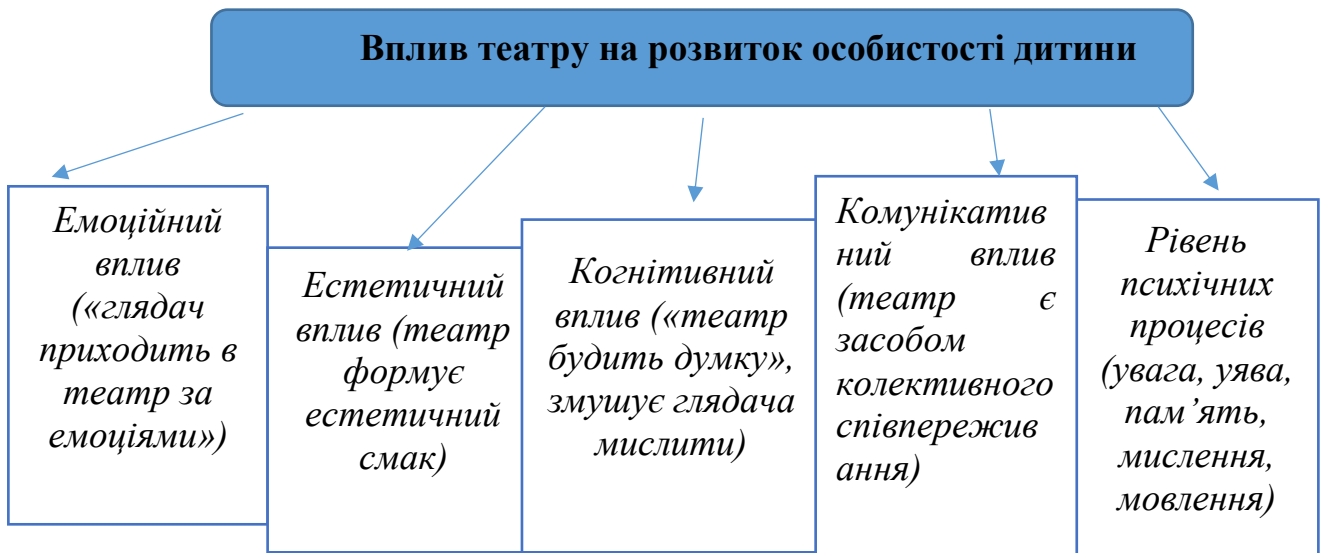 Вплив театру на розвиток особистості дитини
Емоційний
вплив
(«глядач
приходить в
театр за
емоціями»)
Естетичний
вплив (театр
формує
естетичний
смак)
Когнітивний
вплив («театр
будить думку»,
змушує глядача
мислити)
Комунікатив
ний вплив
(театр є
засобом
колективного
співпережив
ання)
Рівень
психічних
процесів
(увага, уява,
пам’ять,
мислення,
мовлення)